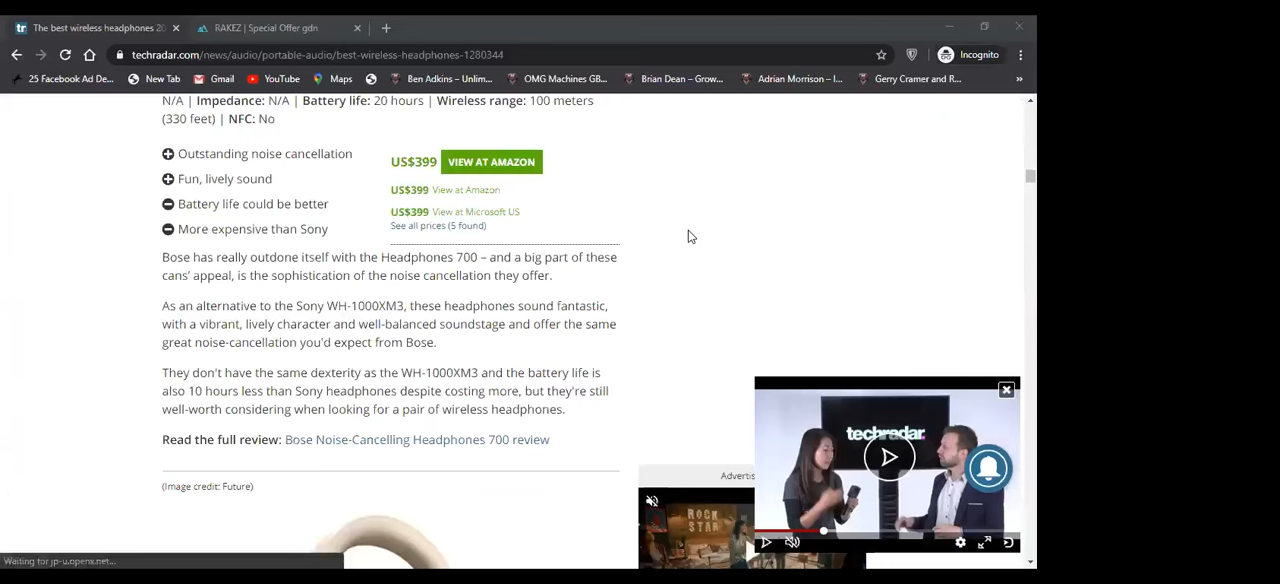 The best wireless headphones 20
RAKEZ | Special Offer gdn
techradar.com/news/audio/portable-audio/best-wireless-headphones-1280344
Incognito
25 Facebook Ad De...
New Tab
Gmail
YouTube
Maps
Ben Adkins – Unlim...
OMG Machines GB...
Brian Dean – Grow...
Adrian Morrison – I...
Gerry Cramer and R...
N/A | Impedance: N/A | Battery life: 20 hours | Wireless range: 100 meters
(330 feet) | NFC: No
Outstanding noise cancellation
Fun, lively sound
Battery life could be better
More expensive than Sony
US$399 VIEW AT AMAZON
US$399 View at Amazon
US$399 View at Microsoft US
See all prices (5 found)
Bose has really outdone itself with the Headphones 700 – and a big part of these
cans' appeal, is the sophistication of the noise cancellation they offer.
As an alternative to the Sony WH-1000XM3, these headphones sound fantastic,
with a vibrant, lively character and well-balanced soundstage and offer the same
great noise-cancellation you'd expect from Bose.
They don't have the same dexterity as the WH-1000XM3 and the battery life is
also 10 hours less than Sony headphones despite costing more, but they're still
well-worth considering when looking for a pair of wireless headphones.
Read the full review: Bose Noise-Cancelling Headphones 700 review
(Image credit: Future)
Advertis
techradar.
ROCK
STAR
Waiting for jp-u.openx.net...